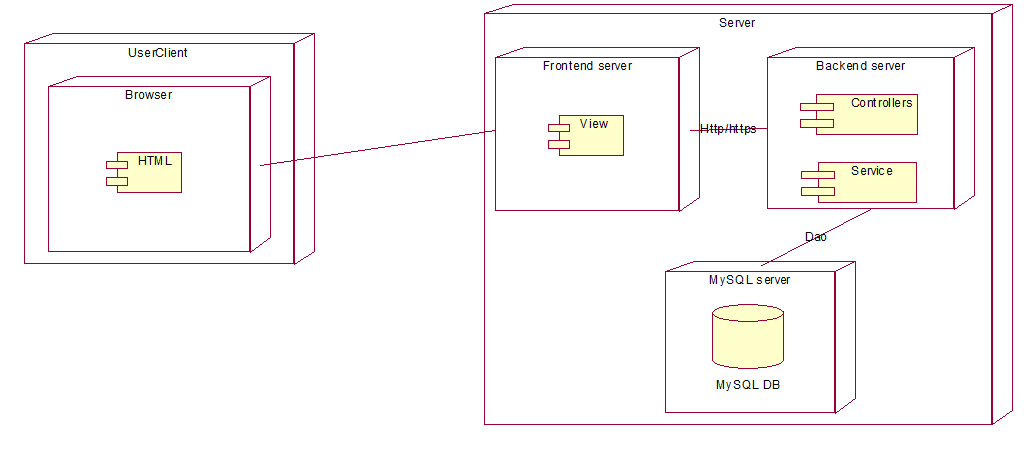 UserClient
Browser
HTML
Server
Frontend server
View
Http/https
Backend server
Controllers
Service
Dao
MySQL server
MySQL DB